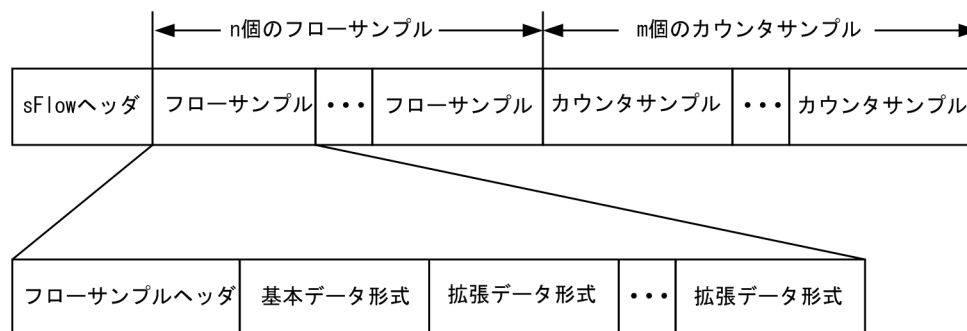 n個のフローサンプル m個のカウンタサンプル
sFlowヘッダ フローサンプル ･･･ フローサンプル カウンタサンプル ･･･ カウンタサンプル
フローサンプルヘッダ 基本データ形式 拡張データ形式 ･･･ 拡張データ形式